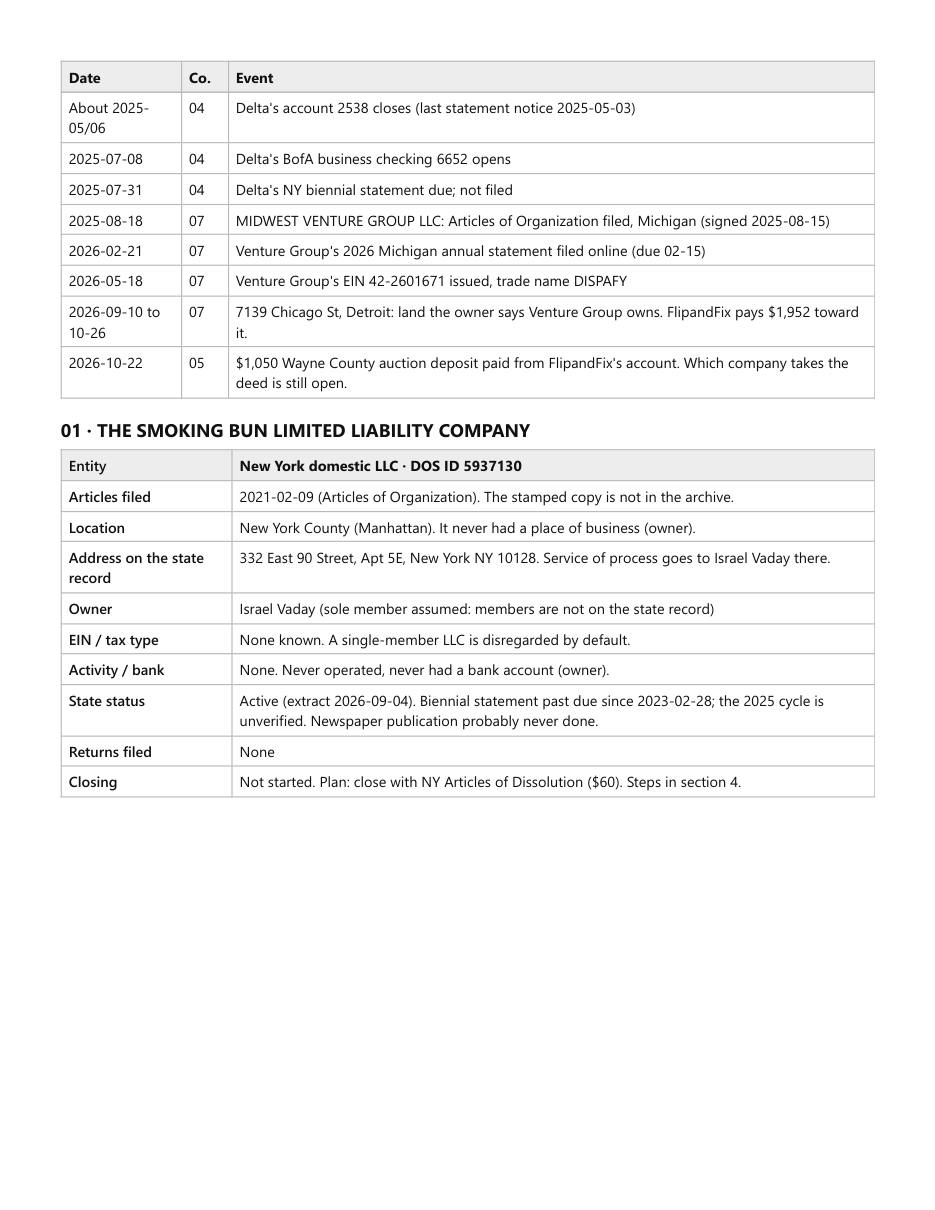 Date Co. Event
About 2025- 04 Delta's account 2538 closes (last statement notice 2025-05-03)
05/06
2025-07-08 04 Delta's BofA business checking 6652 opens
2025-07-31 04 Delta's NY biennial statement due; not filed
2025-08-18 07 MIDWEST VENTURE GROUP LLC: Articles of Organization filed, Michigan (signed 2025-08-15)
2026-02-21 07 Venture Group's 2026 Michigan annual statement filed online (due 02-15)
2026-05-18 07 Venture Group's EIN 42-2601671 issued, trade name DISPAFY
2026-09-10 to 07 7139 Chicago St, Detroit: land the owner says Venture Group owns. FlipandFix pays $1,952 toward
10-26 it.
2026-10-22 05 $1,050 Wayne County auction deposit paid from FlipandFix's account. Which company takes the
deed is still open.
01 · THE SMOKING BUN LIMITED LIABILITY COMPANY
Entity New York domestic LLC · DOS ID 5937130
Articles filed 2021-02-09 (Articles of Organization). The stamped copy is not in the archive.
Location New York County (Manhattan). It never had a place of business (owner).
Address on the state 332 East 90 Street, Apt 5E, New York NY 10128. Service of process goes to Israel Vaday there.
record
Owner Israel Vaday (sole member assumed: members are not on the state record)
EIN / tax type None known. A single-member LLC is disregarded by default.
Activity / bank None. Never operated, never had a bank account (owner).
State status Active (extract 2026-09-04). Biennial statement past due since 2023-02-28; the 2025 cycle is
unverified. Newspaper publication probably never done.
Returns filed None
Closing Not started. Plan: close with NY Articles of Dissolution ($60). Steps in section 4.